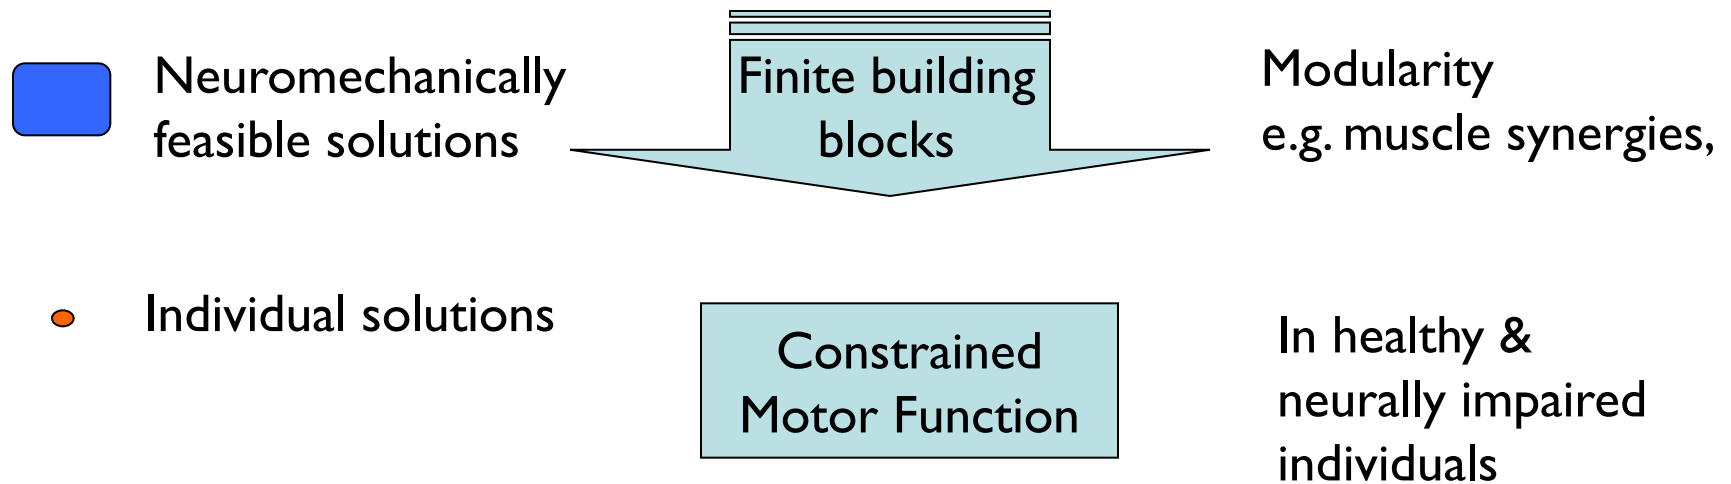 Neuromechanically
feasible solutions
Finite building
blocks
Modularity
e.g. muscle synergies,
Individual solutions
Constrained
Motor Function
In healthy &
neurally impaired
individuals